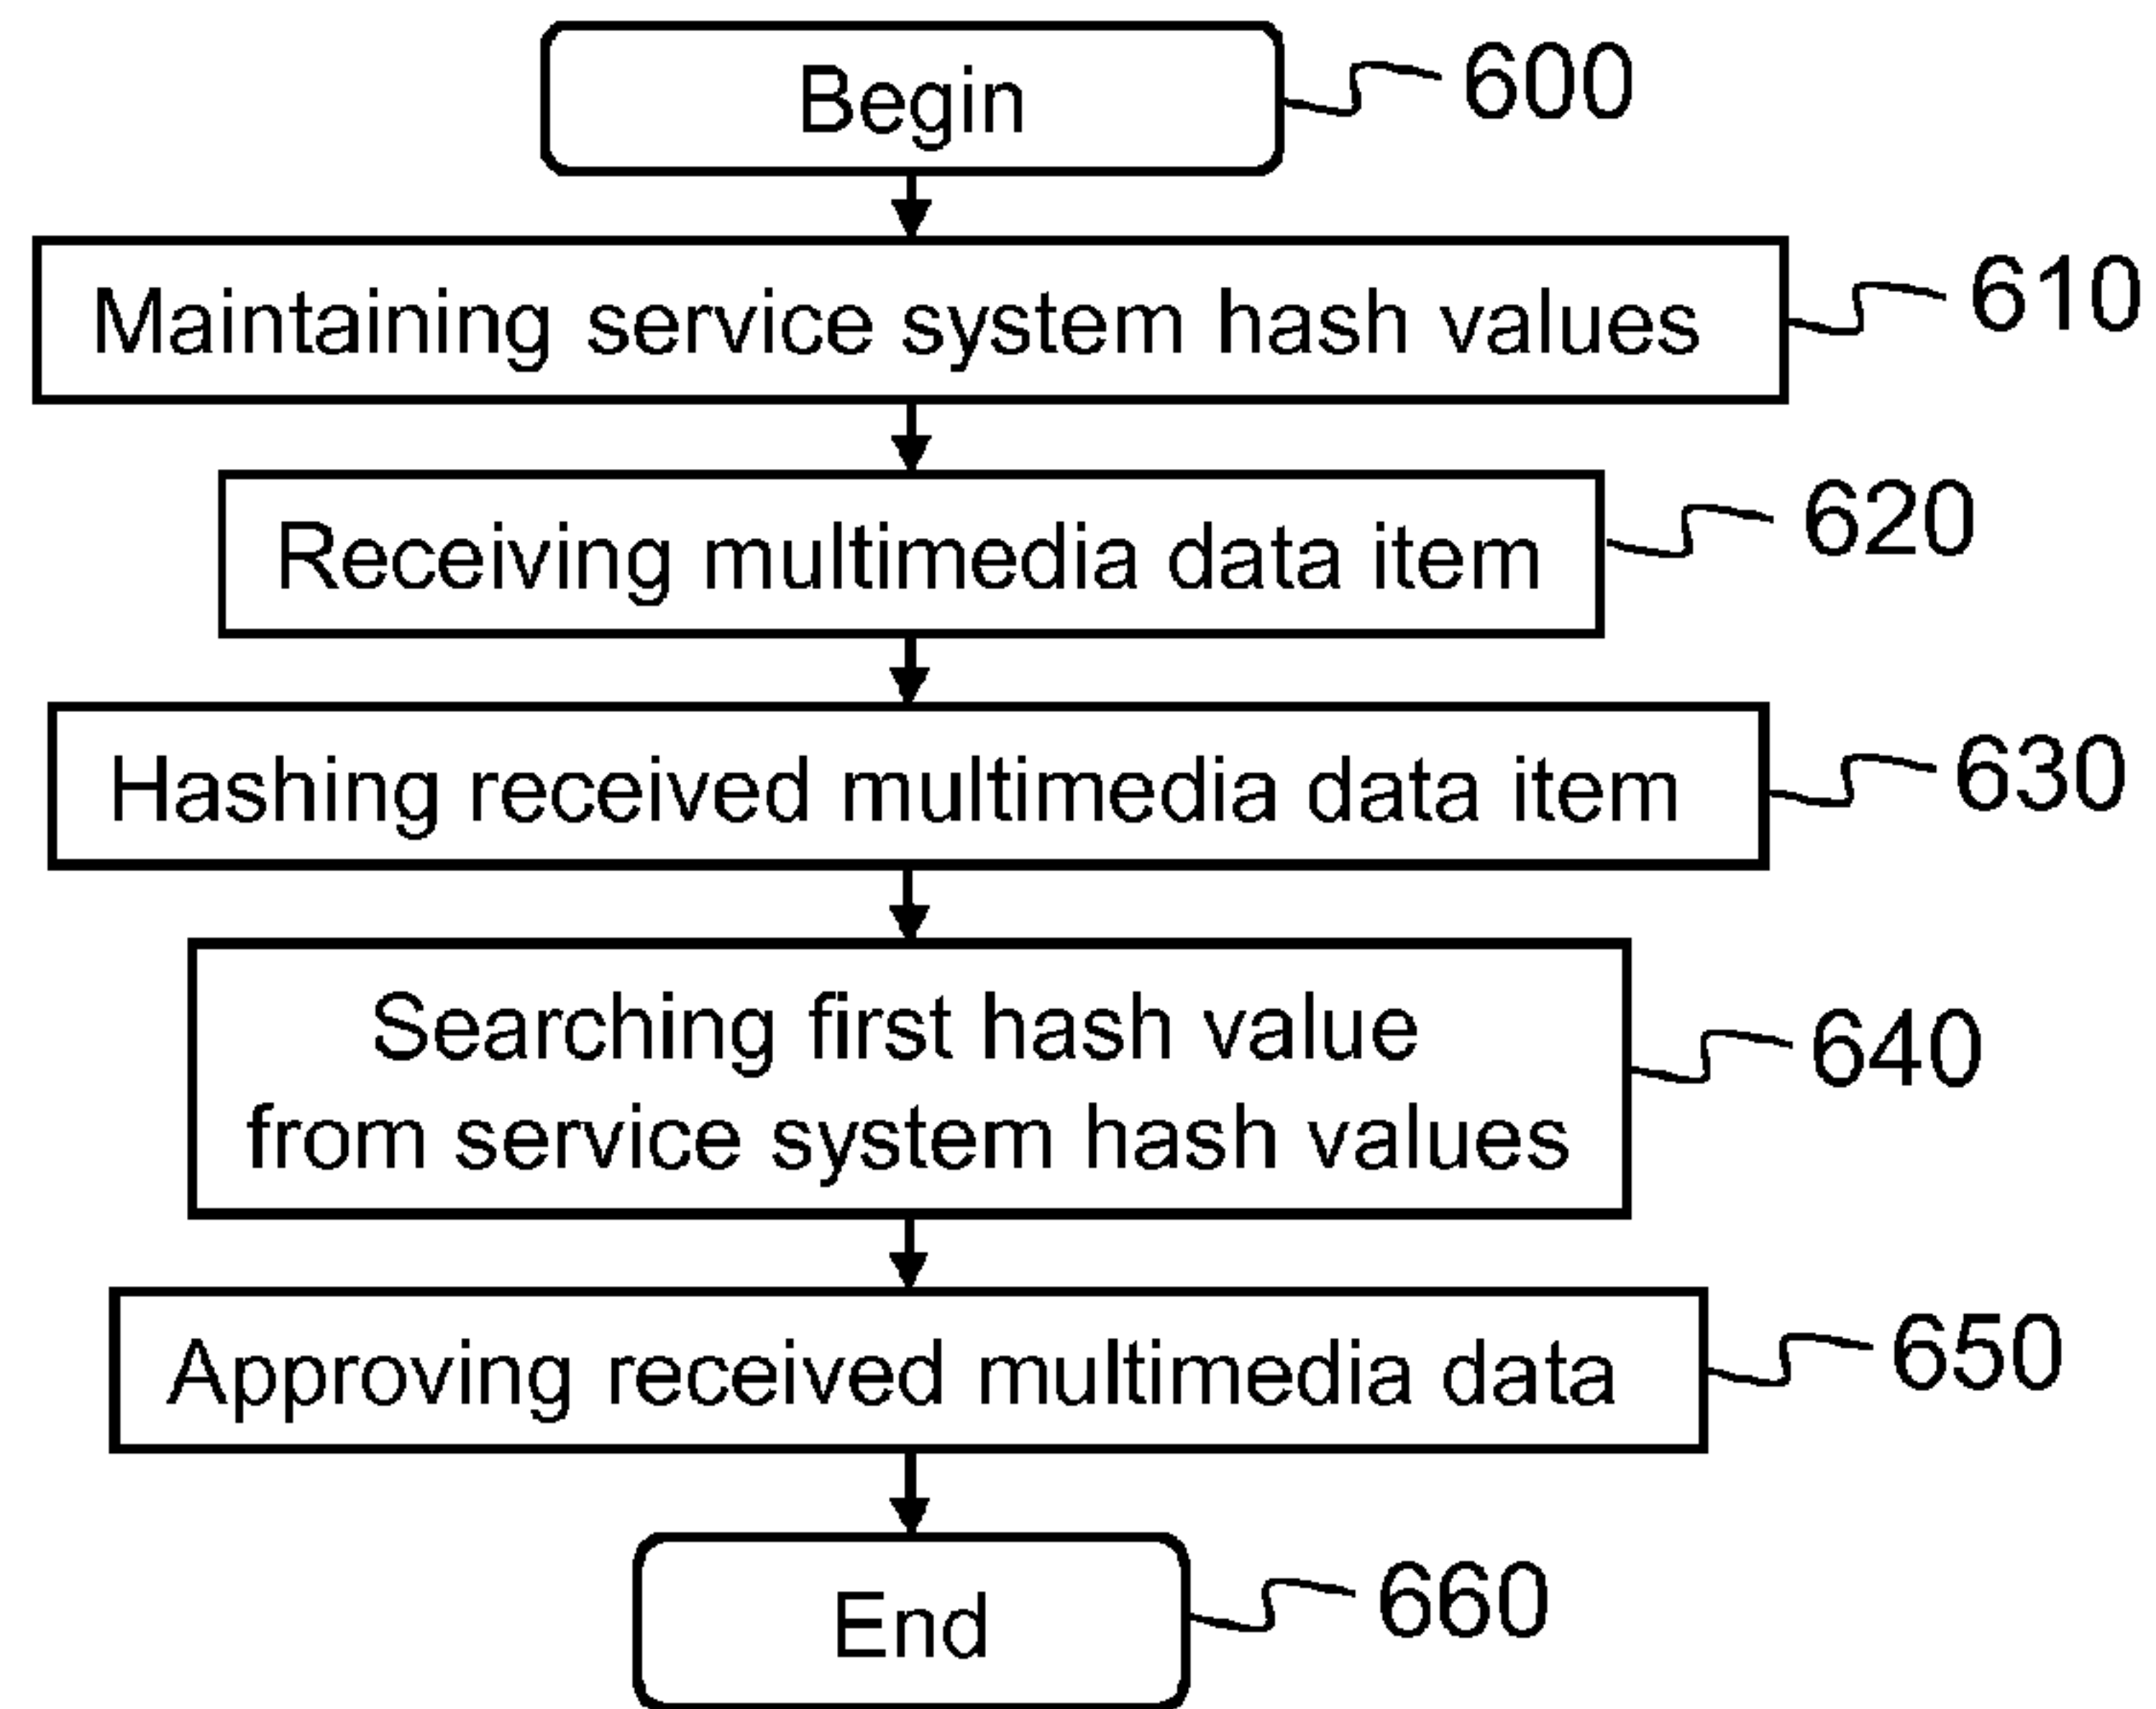 Begin 600
Maintaining service system hash values 610
Receiving multimedia data item 620
Hashing received multimedia data item 630
Searching first hash value
from service system hash values 640
Approving received multimedia data 650
End 660